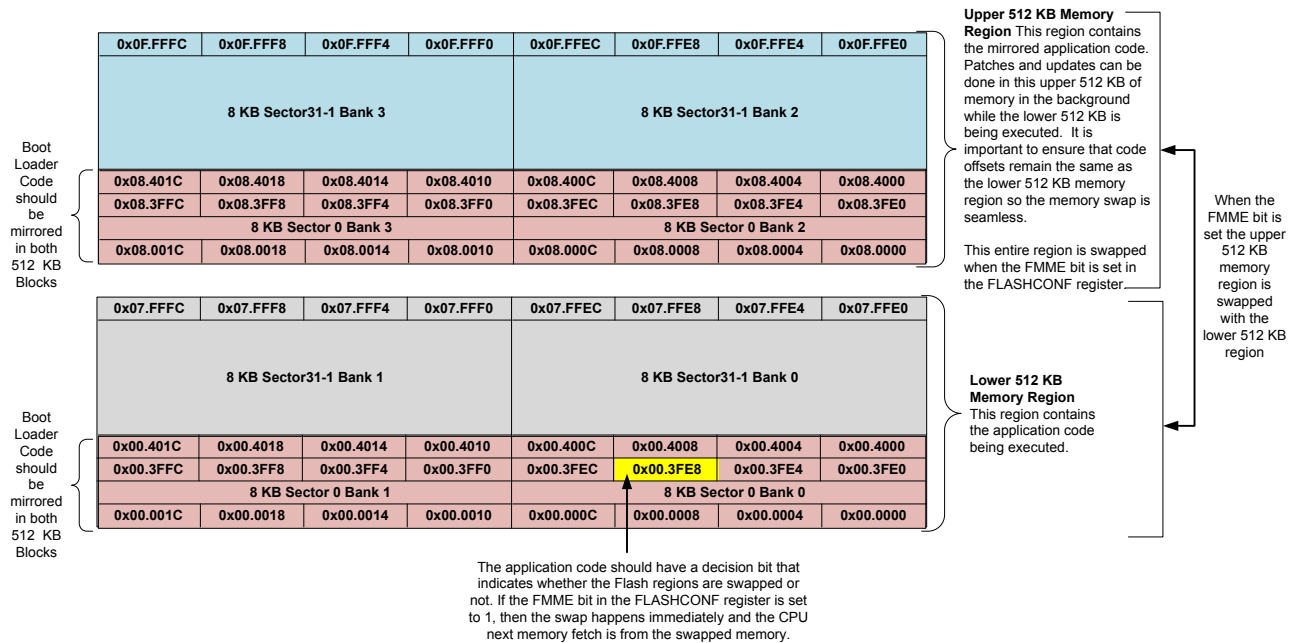 0x0F.FFFC 0x0F.FFF8 0x0F.FFF4 0x0F.FFF0 0x0F.FFEC 0x0F.FFE8 0x0F.FFE4 0x0F.FFE0
8 KB Sector31-1 Bank 3 8 KB Sector31-1 Bank 2
0x08.401C 0x08.4018 0x08.4014 0x08.4010 0x08.400C 0x08.4008 0x08.4004 0x08.4000
0x08.3FFC 0x08.3FF8 0x08.3FF4 0x08.3FF0 0x08.3FEC 0x08.3FE8 0x08.3FE4 0x08.3FE0
8 KB Sector 0 Bank 3 8 KB Sector 0 Bank 2
0x08.001C 0x08.0018 0x08.0014 0x08.0010 0x08.000C 0x08.0008 0x08.0004 0x08.0000
Boot
Loader
Code
should
be
mirrored
in both
512 KB
Blocks
Upper 512 KB Memory
Region This region contains
the mirrored application code.
Patches and updates can be
done in this upper 512 KB of
memory in the background
while the lower 512 KB is
being executed. It is
important to ensure that code
offsets remain the same as
the lower 512 KB memory
region so the memory swap is
seamless.
This entire region is swapped
when the FMME bit is set in
the FLASHCONF register.
When the
FMME bit is
set the upper
512 KB
memory
region is
swapped
with the
lower 512 KB
region
0x07.FFFC 0x07.FFF8 0x07.FFF4 0x07.FFF0 0x07.FFEC 0x07.FFE8 0x07.FFE4 0x07.FFE0
8 KB Sector31-1 Bank 1 8 KB Sector31-1 Bank 0
0x00.401C 0x00.4018 0x00.4014 0x00.4010 0x00.400C 0x00.4008 0x00.4004 0x00.4000
0x00.3FFC 0x00.3FF8 0x00.3FF4 0x00.3FF0 0x00.3FEC 0x00.3FE8 0x00.3FE4 0x00.3FE0
8 KB Sector 0 Bank 1 8 KB Sector 0 Bank 0
0x00.001C 0x00.0018 0x00.0014 0x00.0010 0x00.000C 0x00.0008 0x00.0004 0x00.0000
Boot
Loader
Code
should
be
mirrored
in both
512 KB
Blocks
Lower 512 KB
Memory Region
This region contains
the application code
being executed.
The application code should have a decision bit that
indicates whether the Flash regions are swapped or
not. If the FMME bit in the FLASHCONF register is set
to 1, then the swap happens immediately and the CPU
next memory fetch is from the swapped memory.